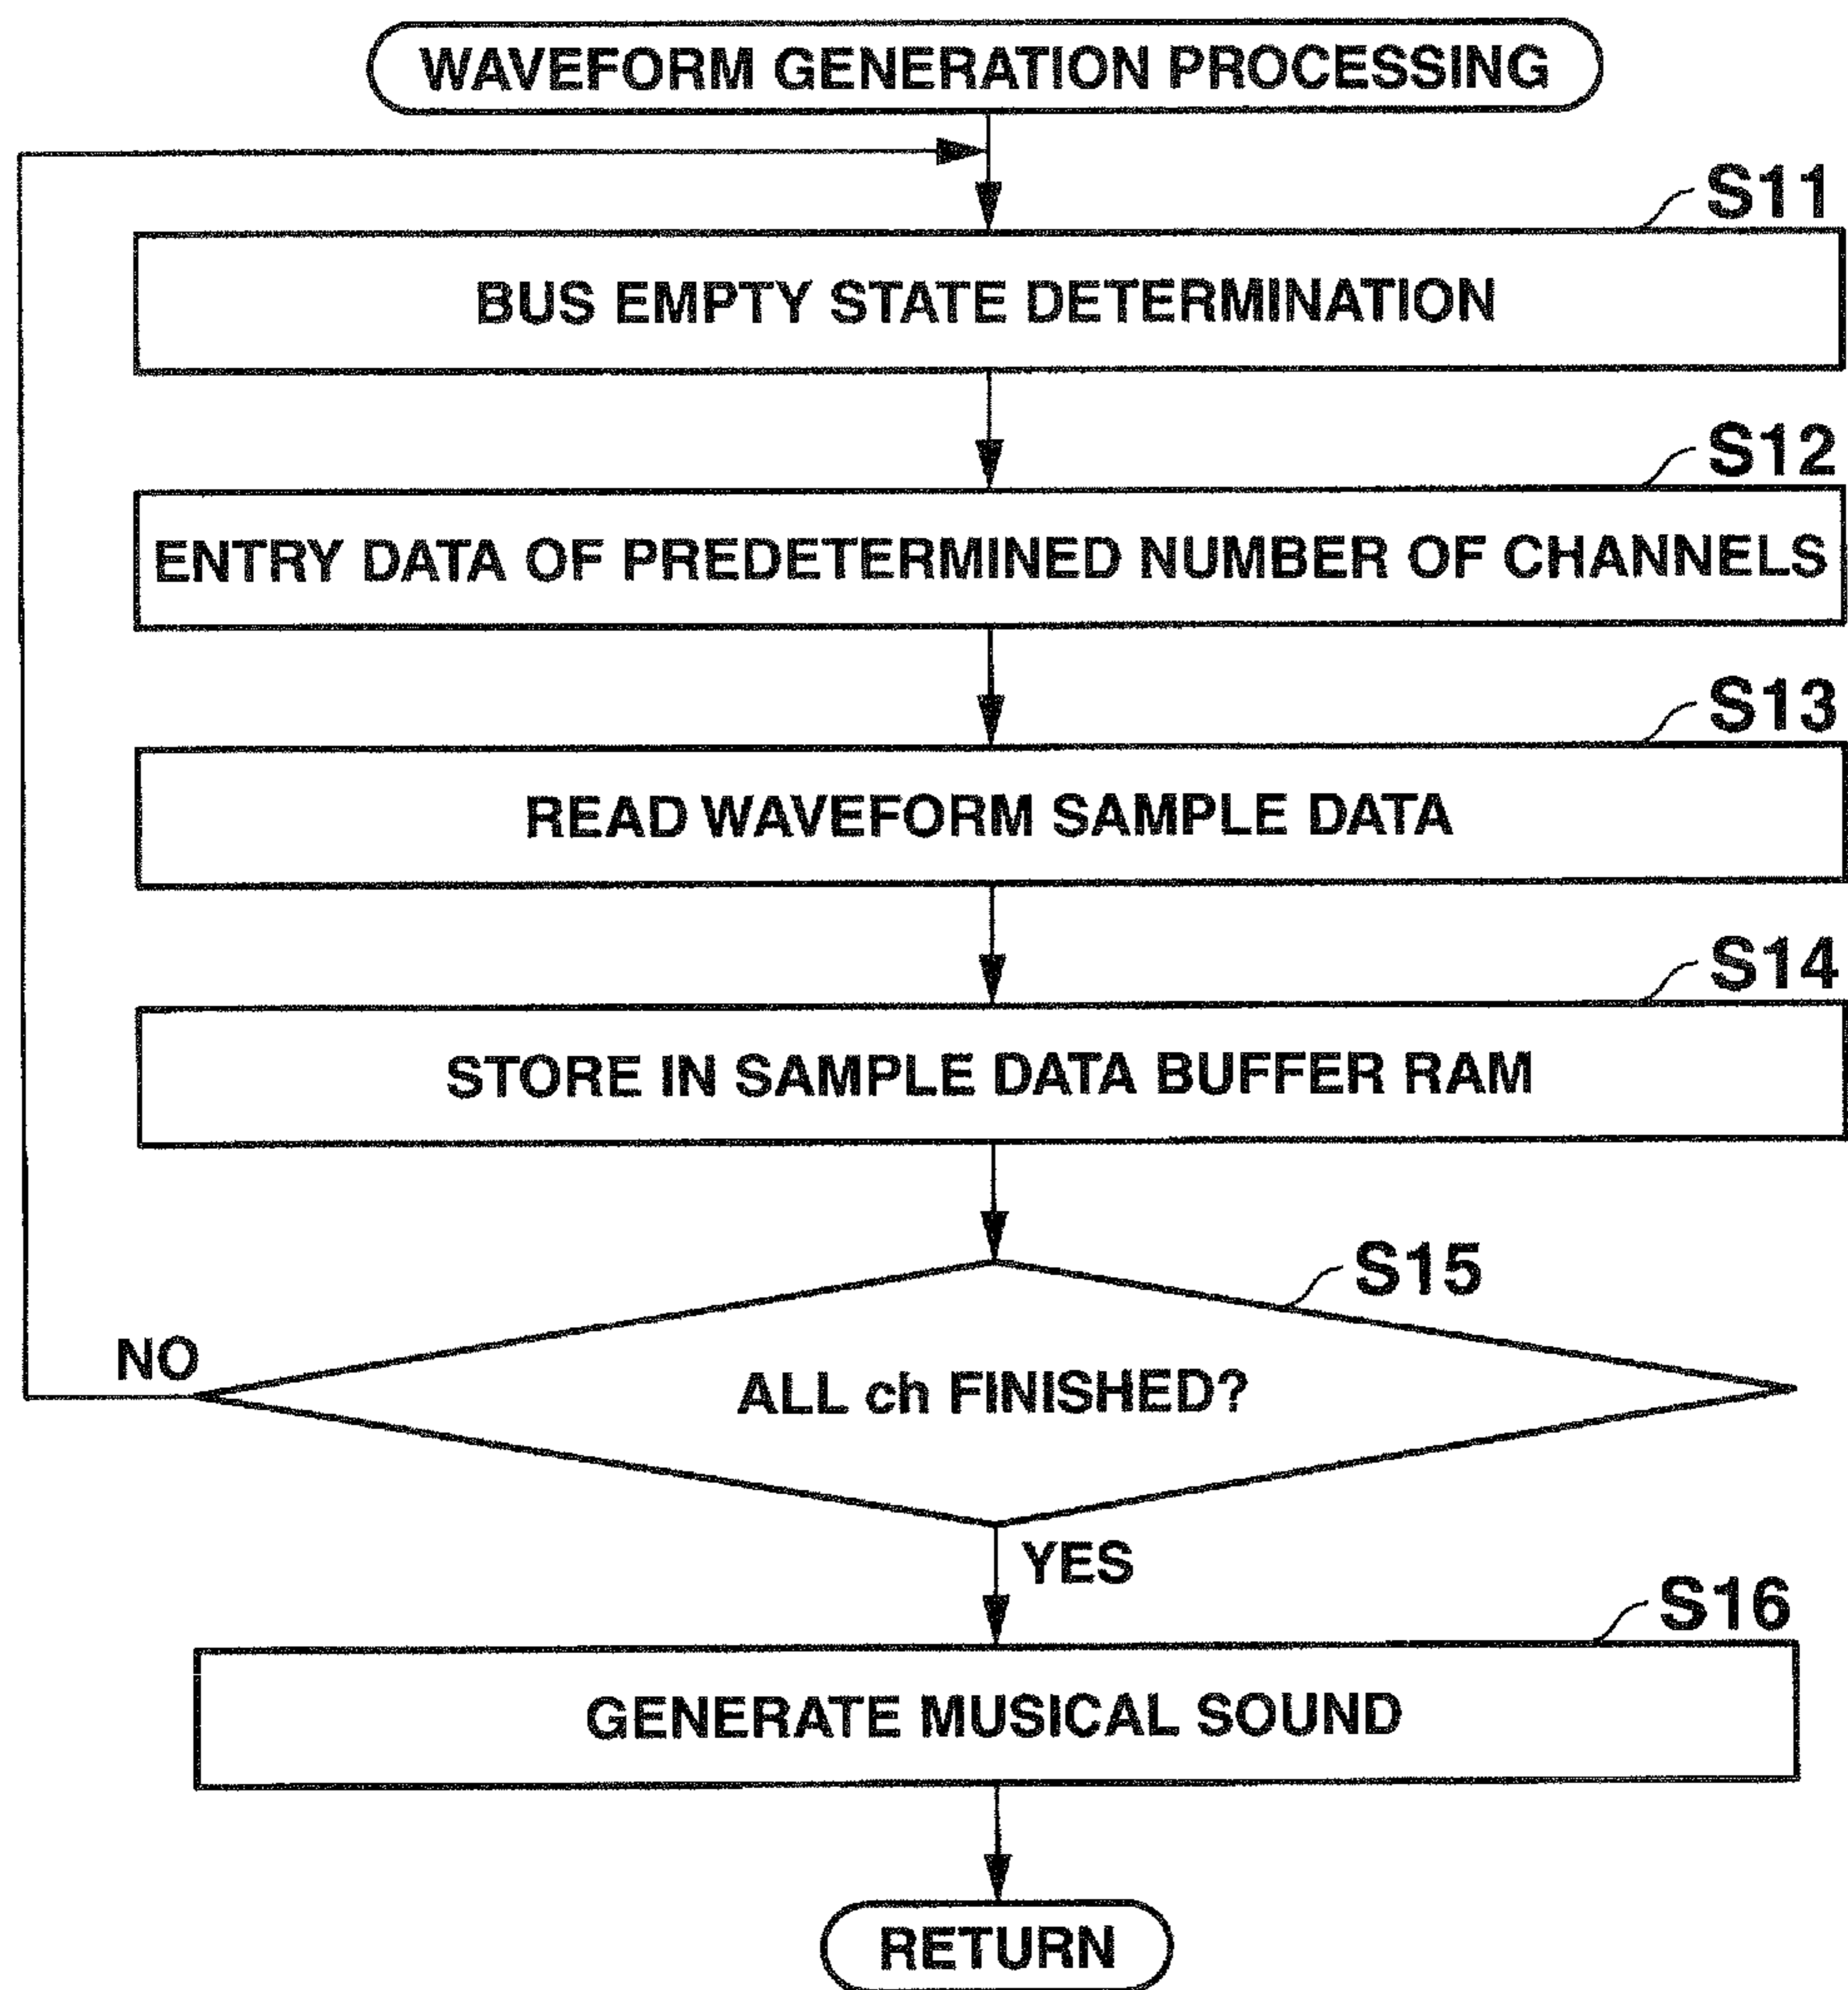 WAVEFORM GENERATION PROCESSING
S11
BUS EMPTY STATE DETERMINATION
S12
ENTRY DATA OF PREDETERMINED NUMBER OF CHANNELS
S13
READ WAVEFORM SAMPLE DATA
S14
STORE IN SAMPLE DATA BUFFER RAM
S15
NO
ALL ch FINISHED?
YES
S16
GENERATE MUSICAL SOUND
RETURN